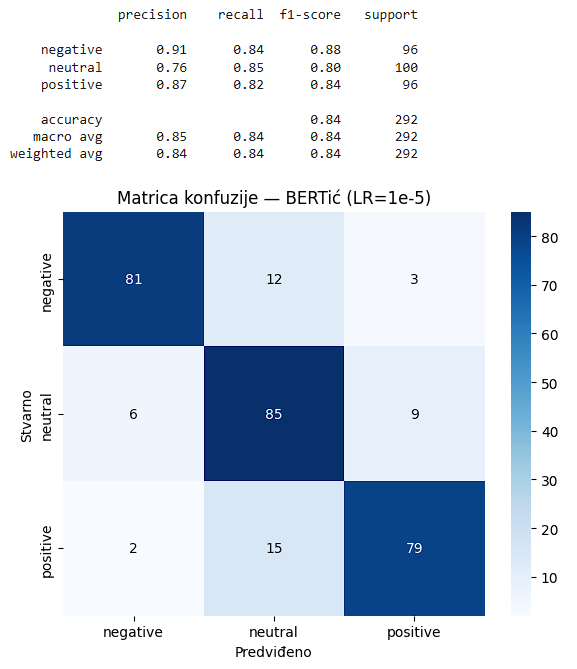 precision recall f1-score support
negative 0.91 0.84 0.88 96
neutral 0.76 0.85 0.80 100
positive 0.87 0.82 0.84 96
accuracy 0.84 292
macro avg 0.85 0.84 0.84 292
weighted avg 0.84 0.84 0.84 292
Matrica konfuzije — BERTić (LR=1e-5)
Stvarno
negative
neutral
positive
81 12 3
6 85 9
2 15 79
negative neutral positive
Predviđeno
80
70
60
50
40
30
20
10